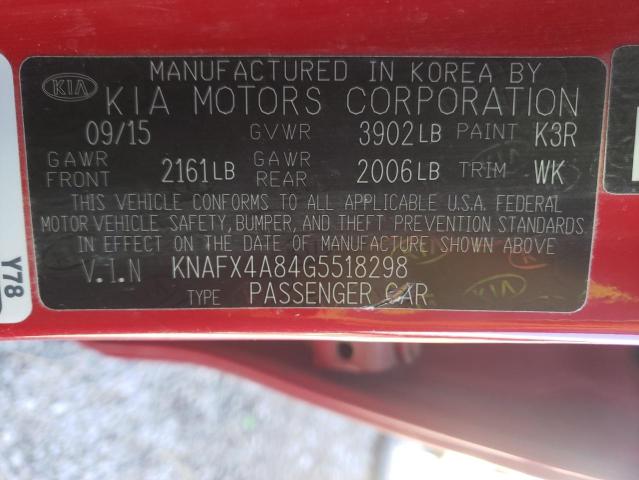 KIA
MANUFACTURED IN KOREA BY
KIA MOTORS CORPORATION
09/15 GVWR 3902LB PAINT K3R
GAWR FRONT 2161LB GAWR REAR 2006LB TRIM WK
THIS VEHICLE CONFORMS TO ALL APPLICABLE U.S.A. FEDERAL
MOTOR VEHICLE SAFETY, BUMPER, AND THEFT PREVENTION STANDARDS
IN EFFECT ON THE DATE OF MANUFACTURE SHOWN ABOVE
V.I.N KNAFX4A84G5518298
TYPE PASSENGER CAR
Y78